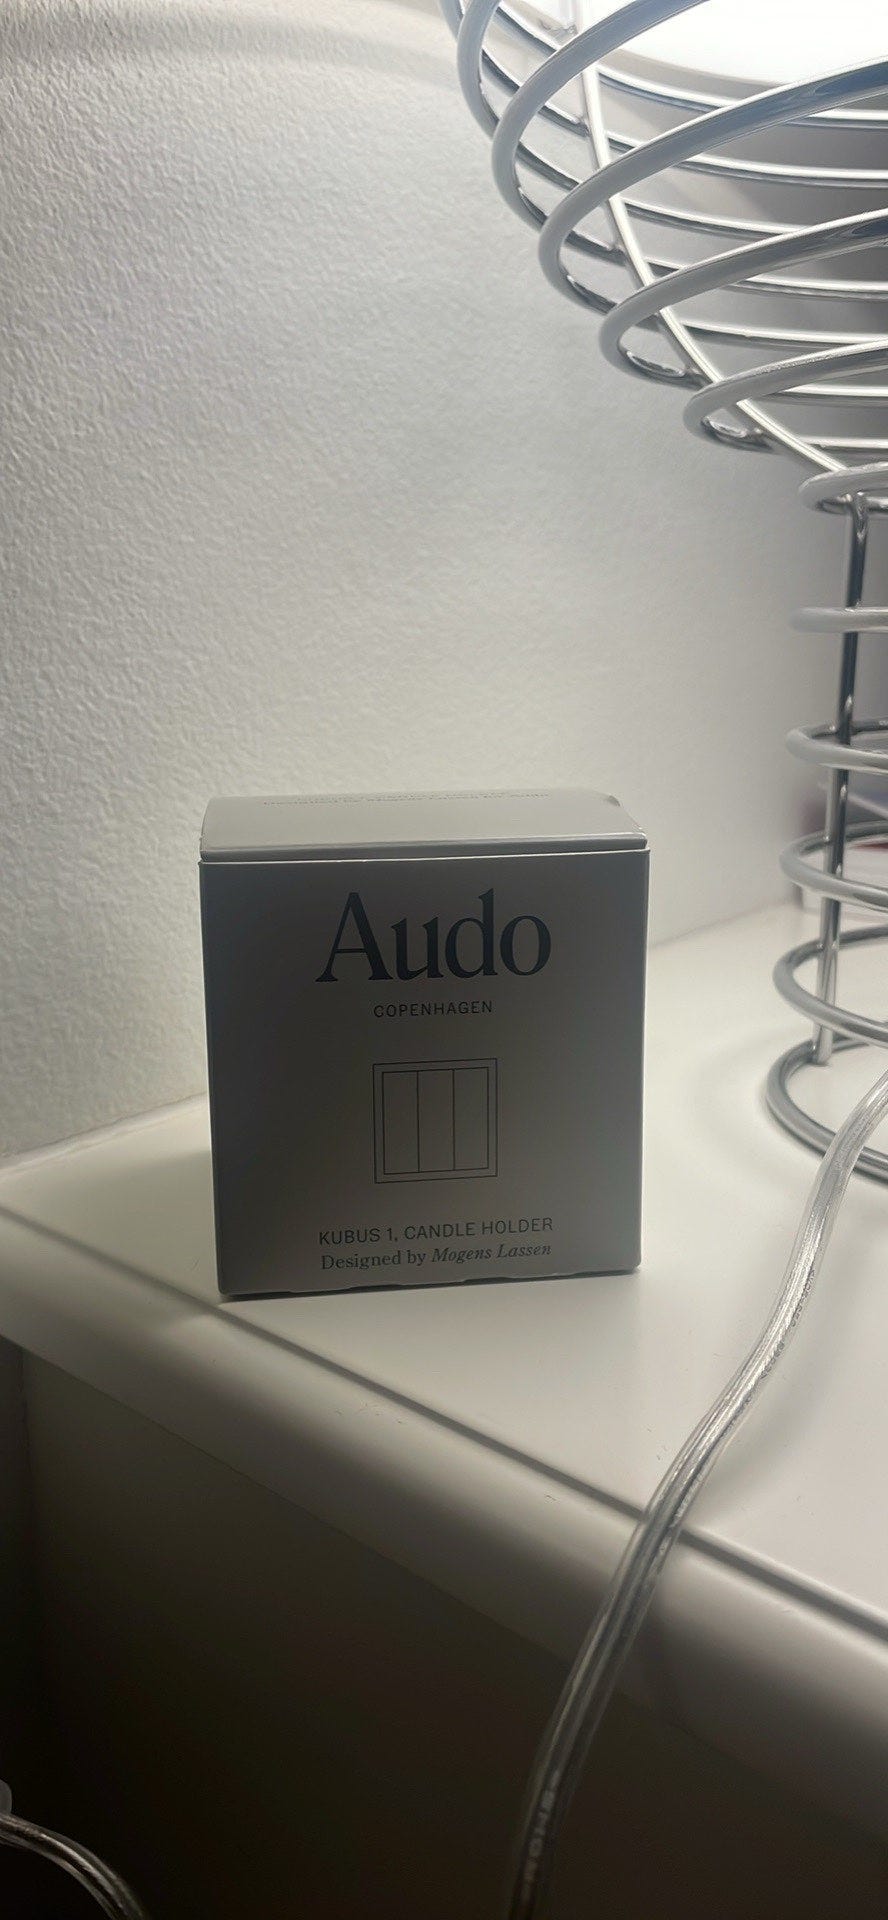 Audo
COPENHAGEN
KUBUS 1, CANDLE HOLDER
Designed by Mogens Lassen